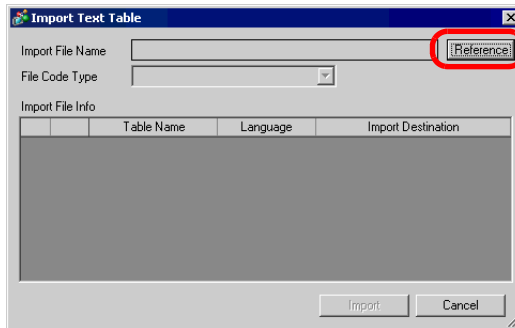 Import Text Table
Import File Name
Reference
File Code Type
Import File Info
Table Name Language Import Destination
Import Cancel